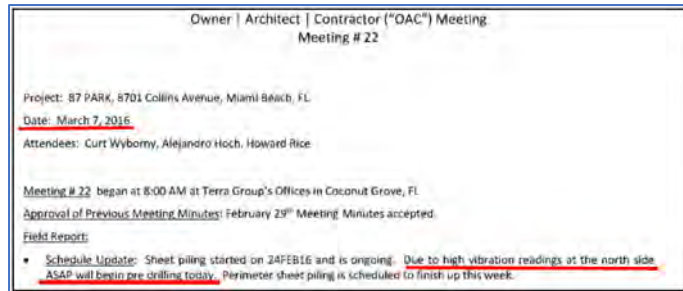 Owner | Architect | Contractor ("OAC") Meeting
Meeting # 22
Project: 87 PARK, 8701 Collins Avenue, Miami Beach, FL
Date: March 7, 2016
Attendees: Curt Wyborny, Alejandro Hoch, Howard Rice
Meeting # 22 began at 8:00 AM at Terra Group's Offices in Coconut Grove, FL
Approval of Previous Meeting Minutes: February 29th Meeting Minutes accepted.
Field Report:
• Schedule Update: Sheet piling started on 24FEB16 and is ongoing. Due to high vibration readings at the north side
ASAP will begin pre drilling today. Perimeter sheet piling is scheduled to finish up this week.